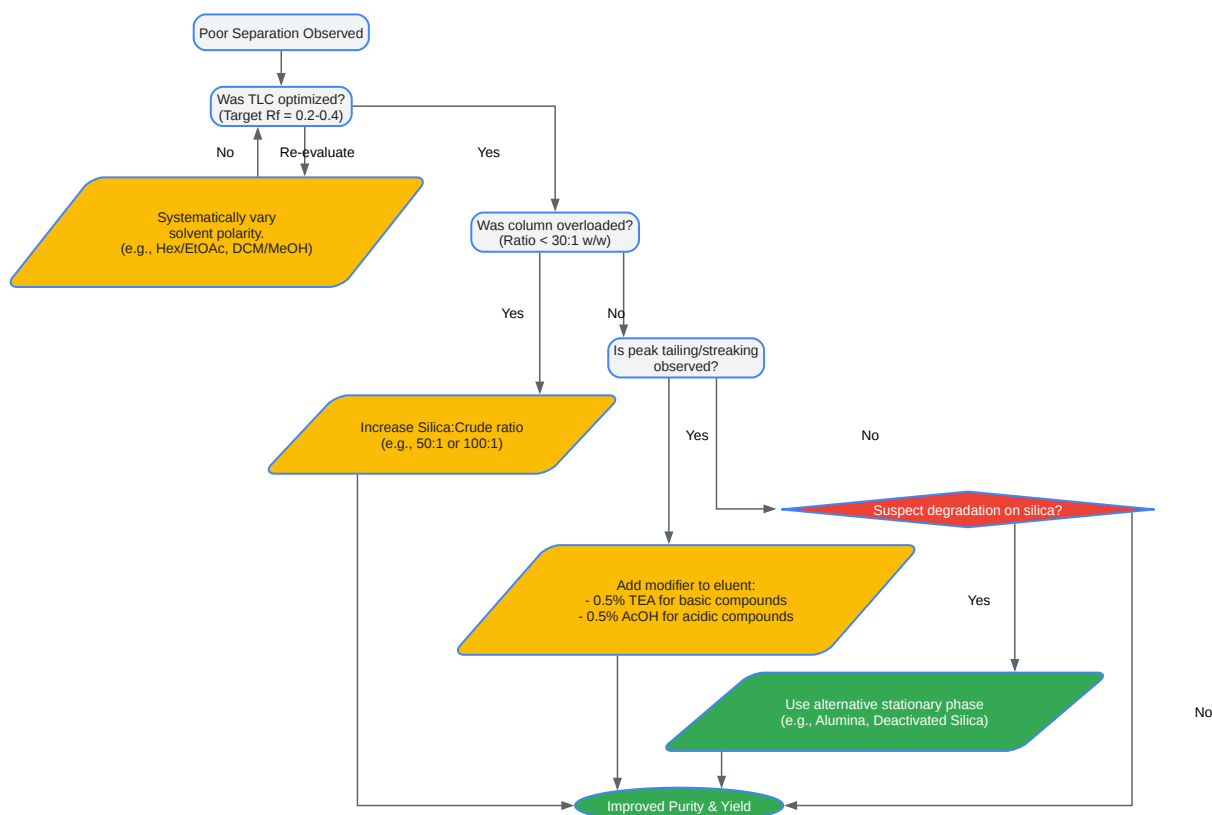 Poor Separation Observed
Was TLC optimized?
(Target Rf = 0.2-0.4)
No
Re-evaluate
Yes
Systematically vary
solvent polarity.
(e.g., Hex/EtOAc, DCM/MeOH)
Was column overloaded?
(Ratio < 30:1 w/w)
Yes
No
Is peak tailing/streaking
observed?
Increase Silica:Crude ratio
(e.g., 50:1 or 100:1)
Yes
No
Suspect degradation on silica?
Add modifier to eluent:
- 0.5% TEA for basic compounds
- 0.5% AcOH for acidic compounds
Yes
Use alternative stationary phase
(e.g., Alumina, Deactivated Silica)
No
Improved Purity & Yield